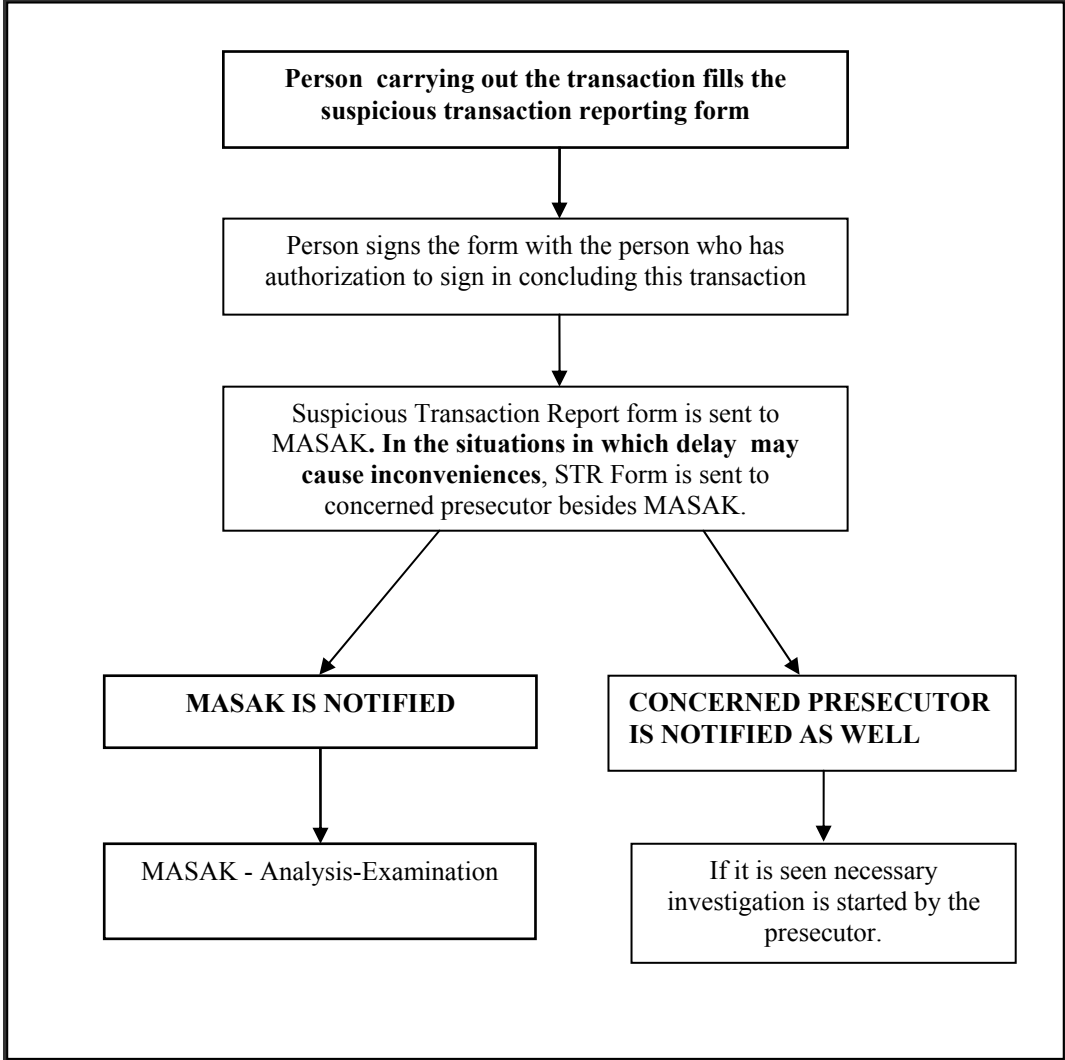 Person carrying out the transaction fills the
suspicious transaction reporting form
Person signs the form with the person who has
authorization to sign in concluding this transaction
Suspicious Transaction Report form is sent to
MASAK. In the situations in which delay may
cause inconveniences, STR Form is sent to
concerned presecutor besides MASAK.
MASAK IS NOTIFIED
CONCERNED PRESECUTOR
IS NOTIFIED AS WELL
MASAK - Analysis-Examination
If it is seen necessary
investigation is started by the
presecutor.